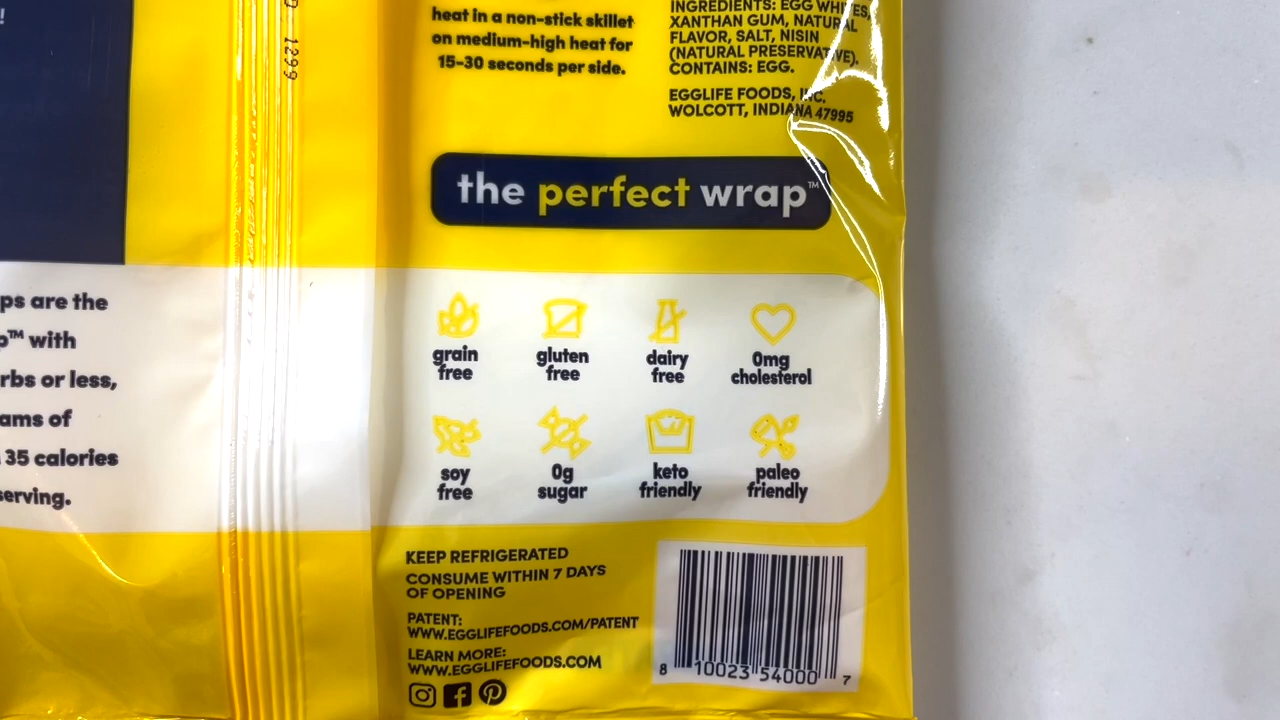 !
1299
heat in a non-stick skillet
on medium-high heat for
15-30 seconds per side.
INGREDIENTS: EGG WHITES,
XANTHAN GUM, NATURAL
FLAVOR, SALT, NISIN
(NATURAL PRESERVATIVE).
CONTAINS: EGG.
EGGLIFE FOODS, INC.
WOLCOTT, INDIANA 47995
the perfect wrap™
ps are the
p™ with
rbs or less,
ams of
35 calories
serving.
grain
free
gluten
free
dairy
free
0mg
cholesterol
soy
free
0g
sugar
keto
friendly
paleo
friendly
KEEP REFRIGERATED
CONSUME WITHIN 7 DAYS
OF OPENING
PATENT:
WWW.EGGLIFEFOODS.COM/PATENT
LEARN MORE:
WWW.EGGLIFEFOODS.COM
8 10023 54000 7